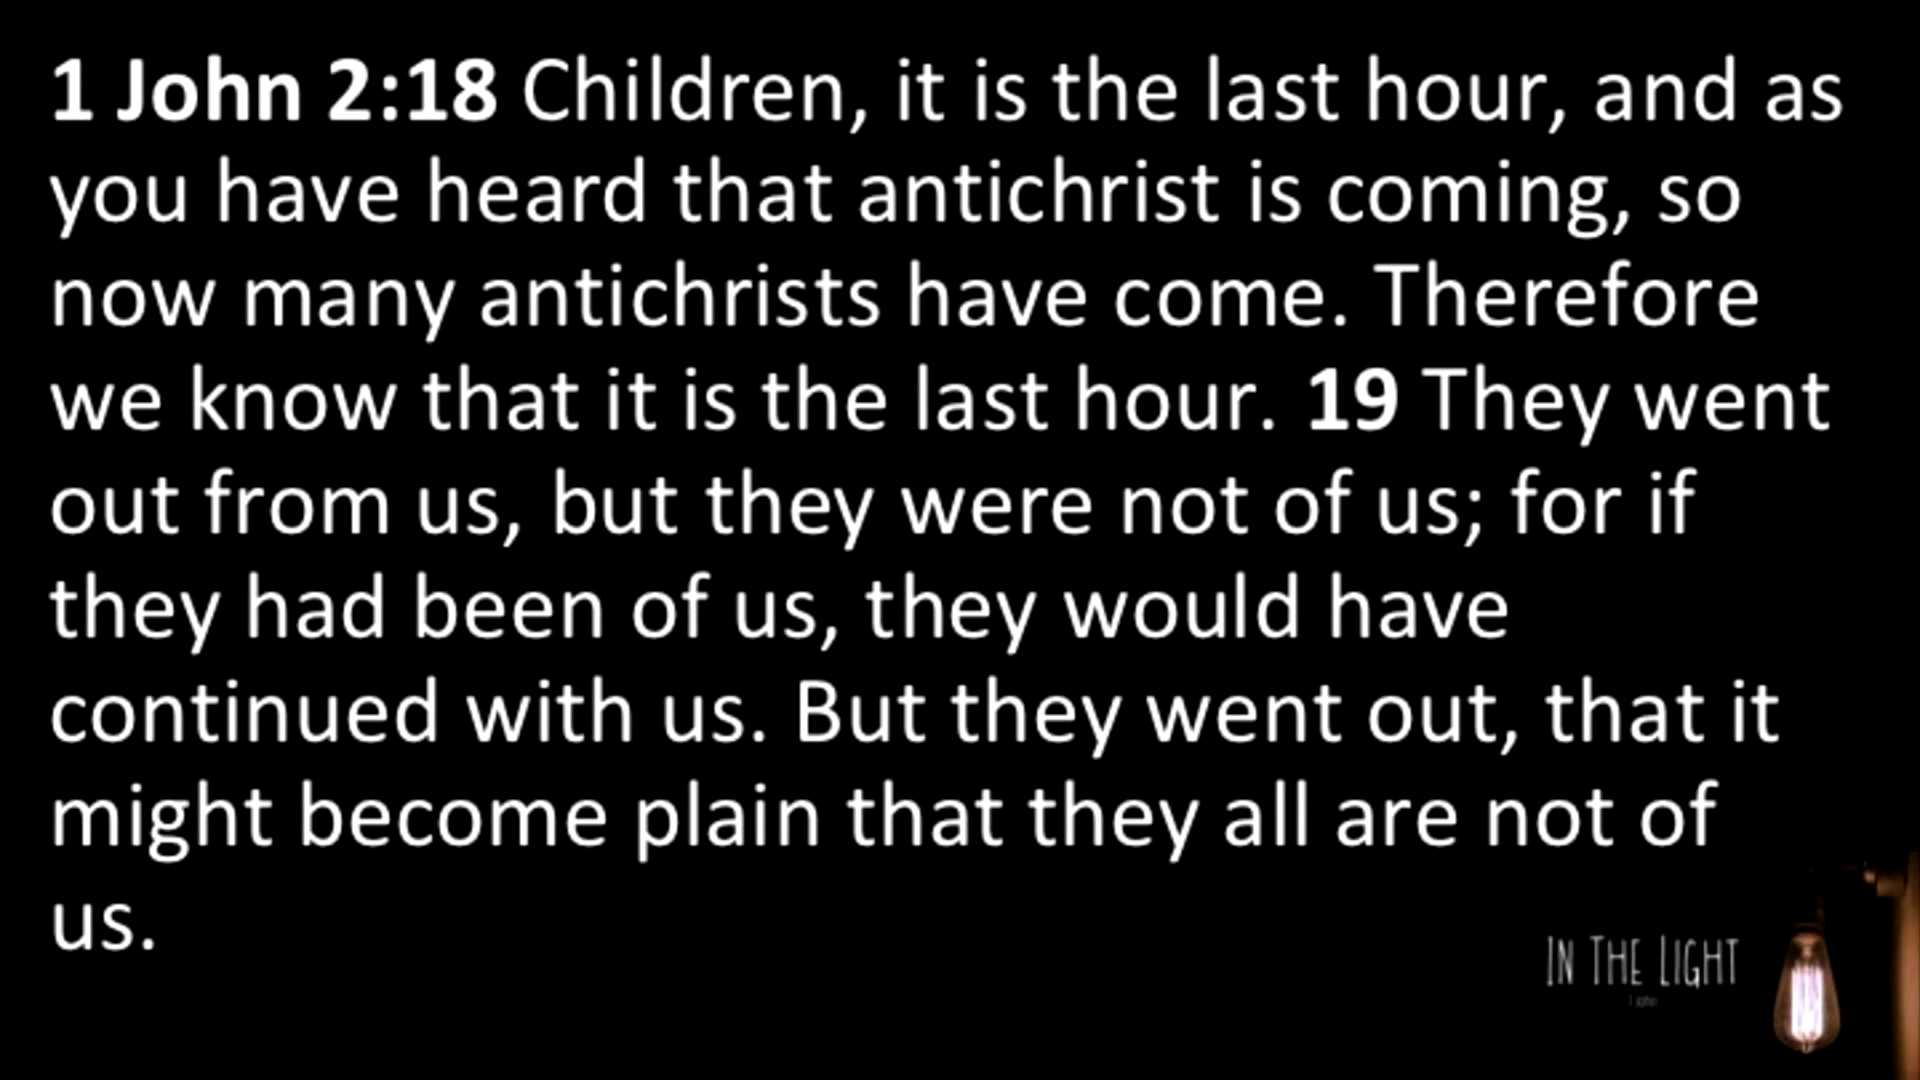 1 John 2:18 Children, it is the last hour, and as
you have heard that antichrist is coming, so
now many antichrists have come. Therefore
we know that it is the last hour. 19 They went
out from us, but they were not of us; for if
they had been of us, they would have
continued with us. But they went out, that it
might become plain that they all are not of
us.
IN THE LIGHT
1 John